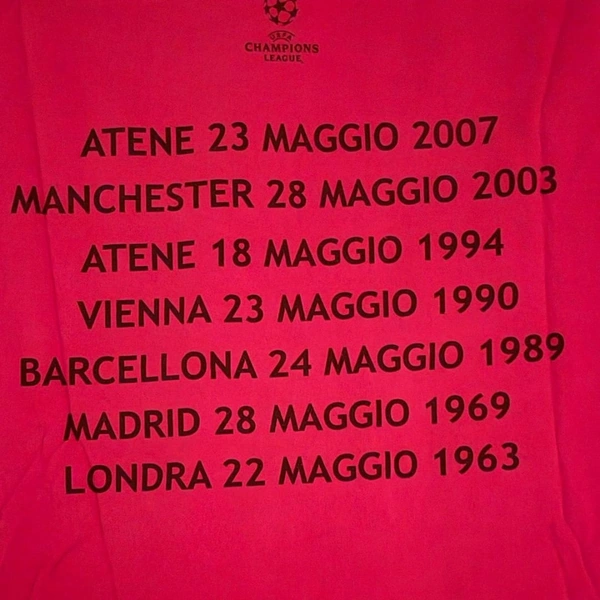 UEFA
CHAMPIONS
LEAGUE
ATENE 23 MAGGIO 2007
MANCHESTER 28 MAGGIO 2003
ATENE 18 MAGGIO 1994
VIENNA 23 MAGGIO 1990
BARCELLONA 24 MAGGIO 1989
MADRID 28 MAGGIO 1969
LONDRA 22 MAGGIO 1963